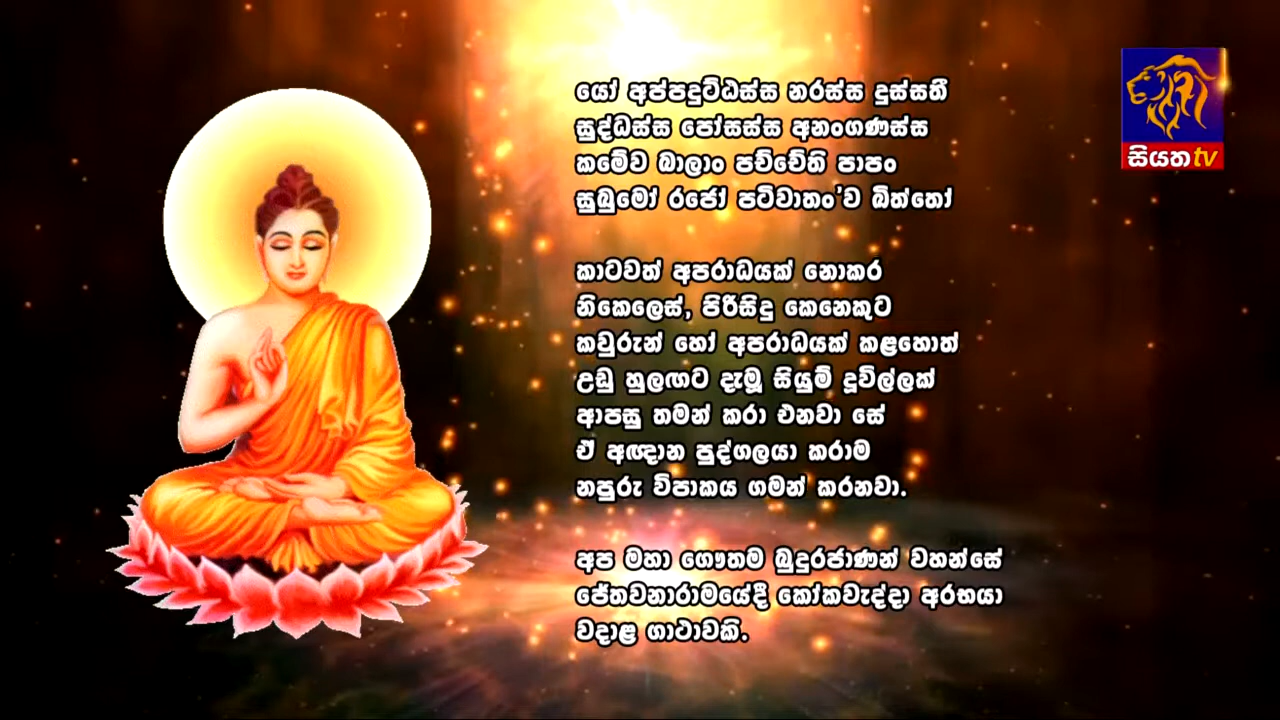 යෝ අප්පදුට්ඨස්ස නරස්ස දුස්සතී
සුද්ධස්ස පෝසස්ස අනංගණස්ස
කමේව බාලාං පච්චේති පාපං
සුඛුමෝ රජෝ පටිවාතං'ව ඛිත්තෝ
කාටවත් අපරාධයක් නොකර
නිකෙලෙස්, පිරිසිදු කෙනෙකුට
කවුරුන් හෝ අපරාධයක් කළහොත්
උඩු හුලඟට දැමූ සියුම් දූවිල්ලක්
ආපසු තමන් කරා එනවා සේ
ඒ අඥාන පුද්ගලයා කරාම
නපුරු විපාකය ගමන් කරනවා.
අප මහා ගෞතම බුදුරජාණන් වහන්සේ
ජේතවනාරාමයේදී කෝකවැද්දා අරභයා
වදාළ ගාථාවකි.
සියත tv